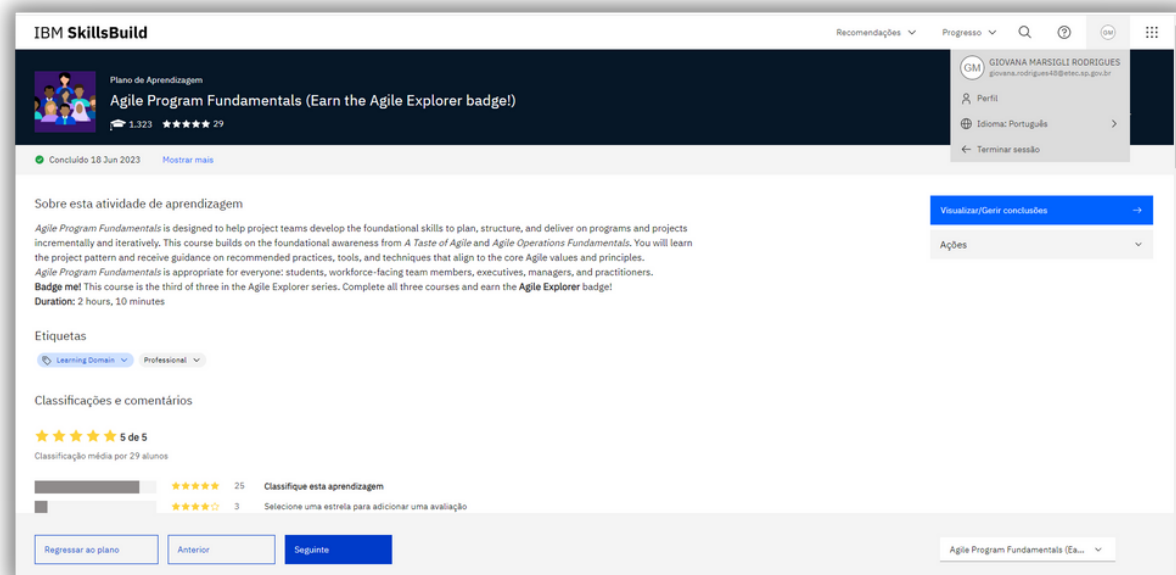 IBM SkillsBuild
Recomendações
Progresso
GM
GM
GIOVANA MARSIGLI RODRIGUES
giovana.rodrigues48@etec.sp.gov.br
Perfil
Idioma: Português
Terminar sessão
Plano de Aprendizagem
Agile Program Fundamentals (Earn the Agile Explorer badge!)
1.323 ★★★★★ 29
Concluído 18 Jun 2023 Mostrar mais
Sobre esta atividade de aprendizagem
Agile Program Fundamentals is designed to help project teams develop the foundational skills to plan, structure, and deliver on programs and projects
incrementally and iteratively. This course builds on the foundational awareness from A Taste of Agile and Agile Operations Fundamentals. You will learn
the project pattern and receive guidance on recommended practices, tools, and techniques that align to the core Agile values and principles.
Agile Program Fundamentals is appropriate for everyone: students, workforce-facing team members, executives, managers, and practitioners.
Badge me! This course is the third of three in the Agile Explorer series. Complete all three courses and earn the Agile Explorer badge!
Duration: 2 hours, 10 minutes
Visualizar/Gerir conclusões
Ações
Etiquetas
Learning Domain Professional
Classificações e comentários
★★★★★ 5 de 5
Classificação média por 29 alunos
★★★★★ 25 Classifique esta aprendizagem
★★★★☆ 3 Selecione uma estrela para adicionar uma avaliação
Regressar ao plano Anterior Seguinte
Agile Program Fundamentals (Ea...